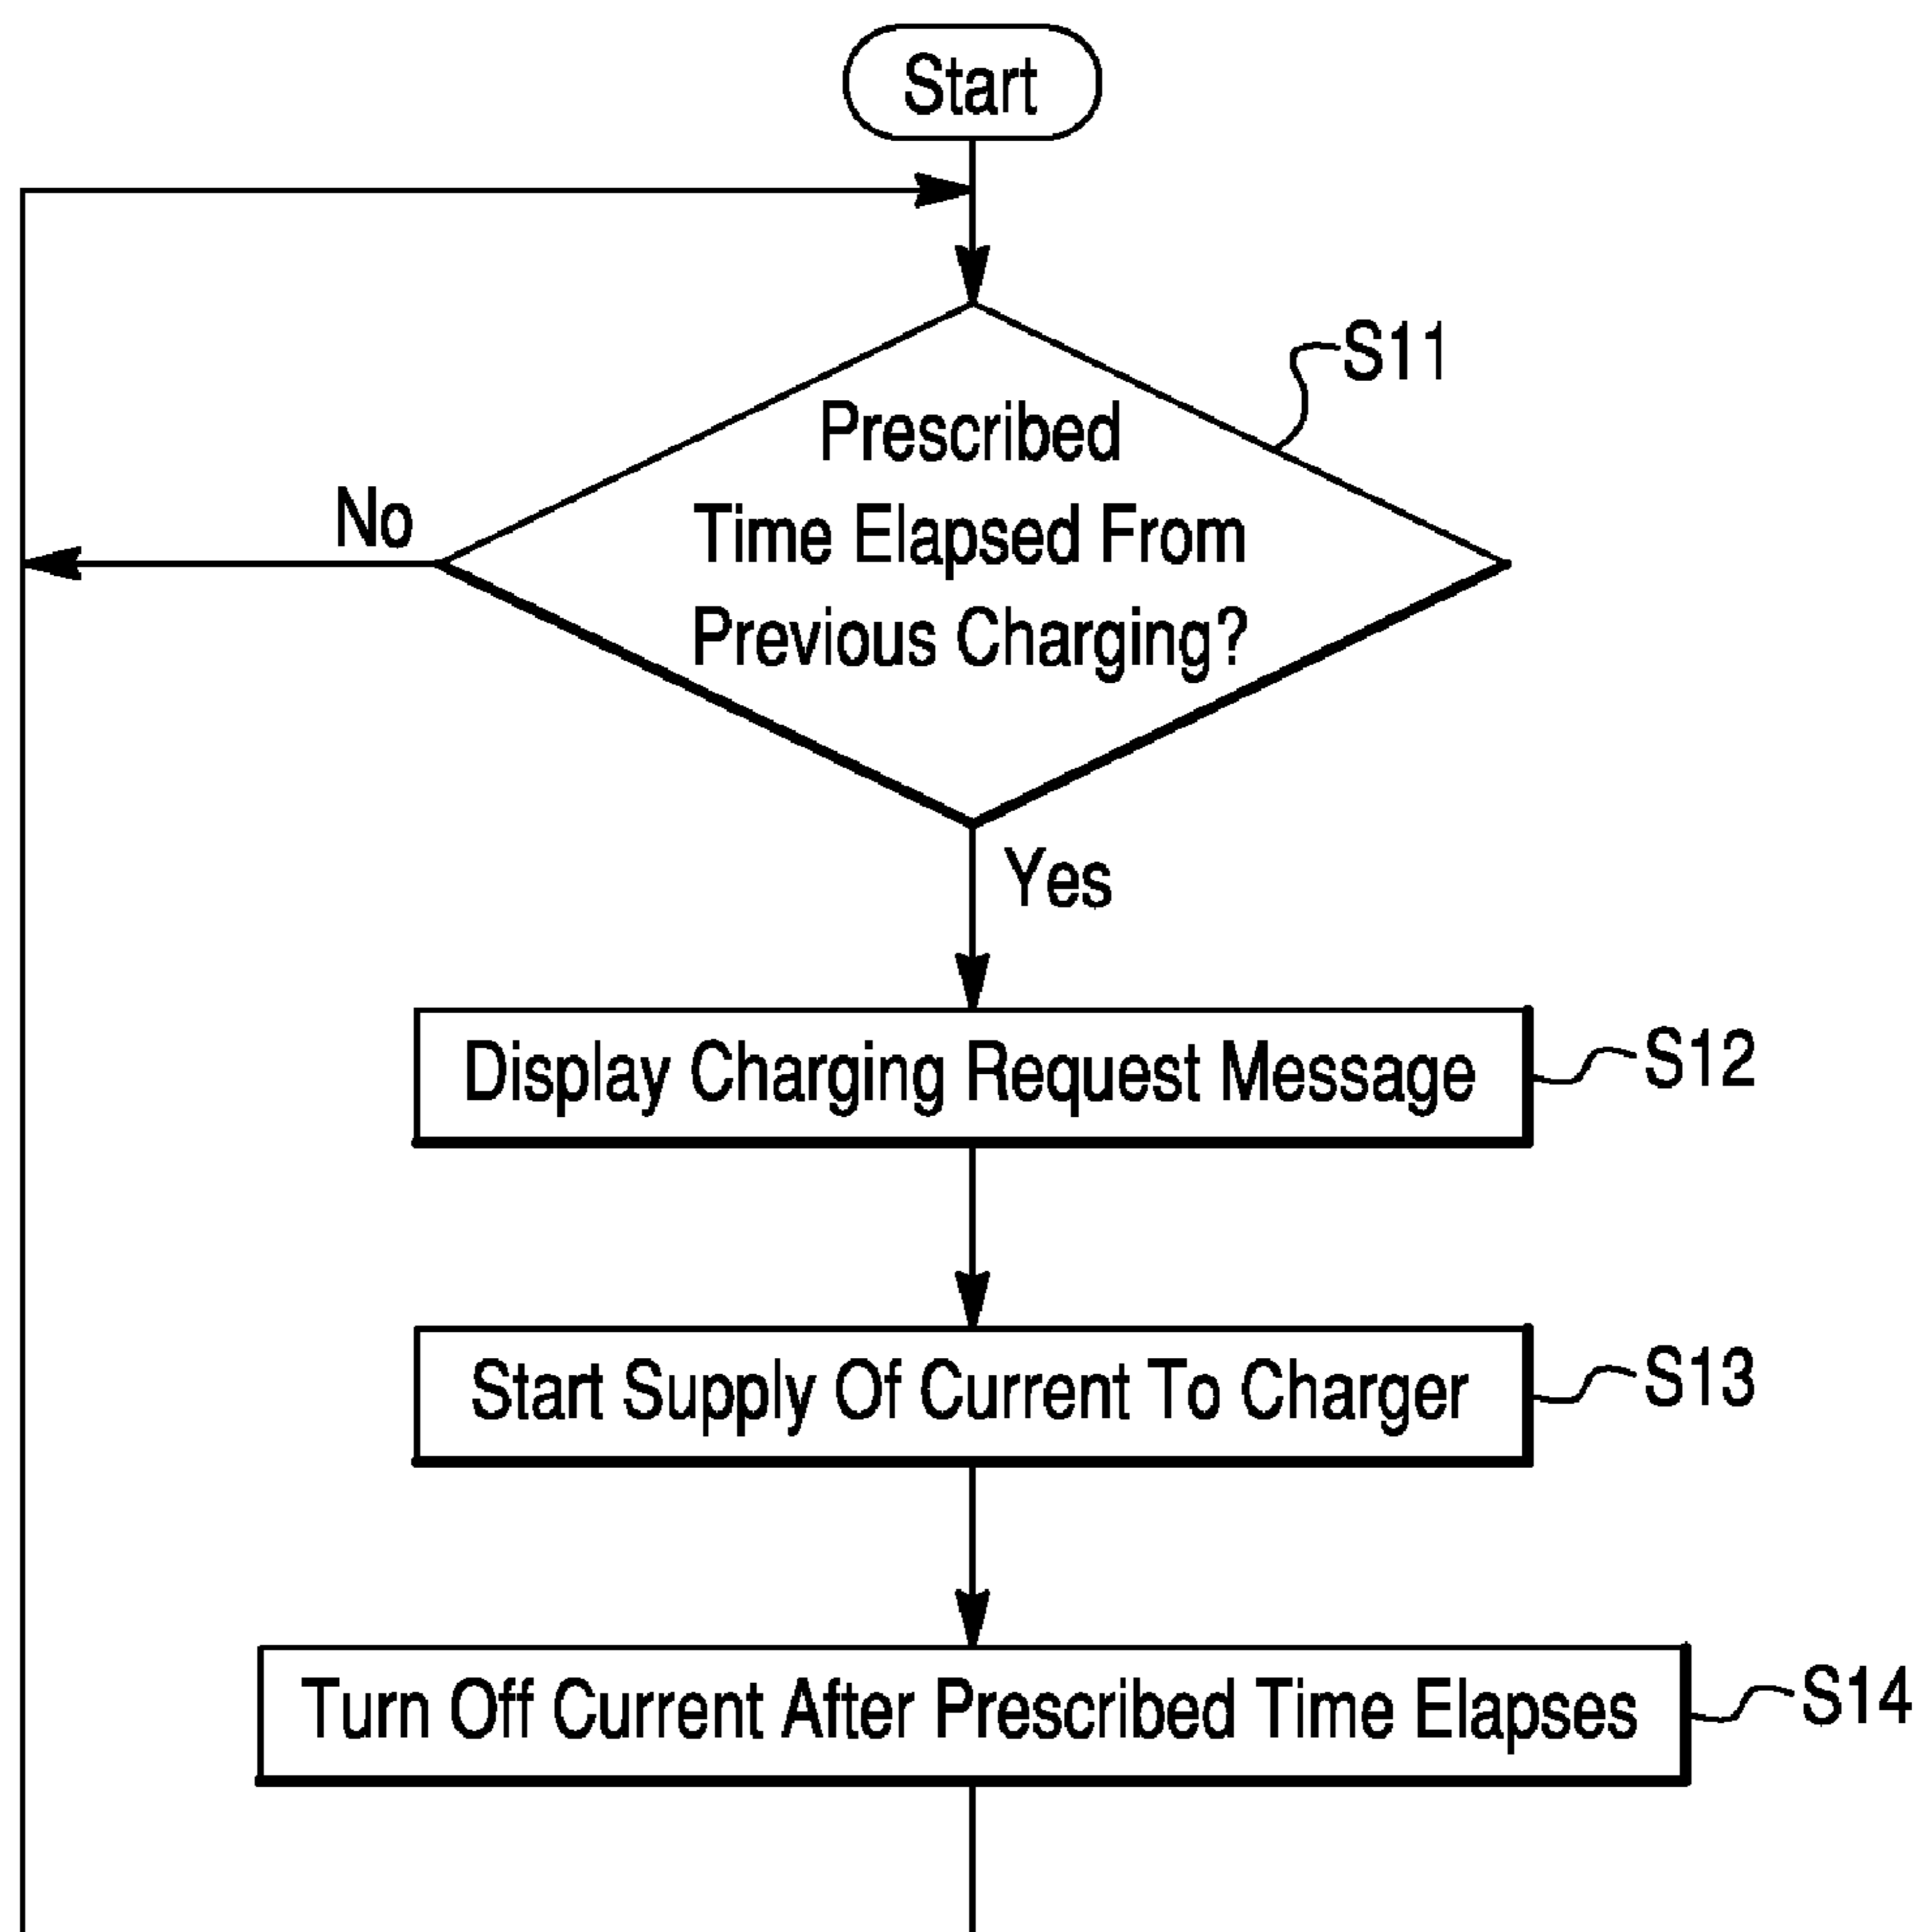 Start
S11
Prescribed
Time Elapsed From
Previous Charging?
No
Yes
Display Charging Request Message
S12
Start Supply Of Current To Charger
S13
Turn Off Current After Prescribed Time Elapses
S14